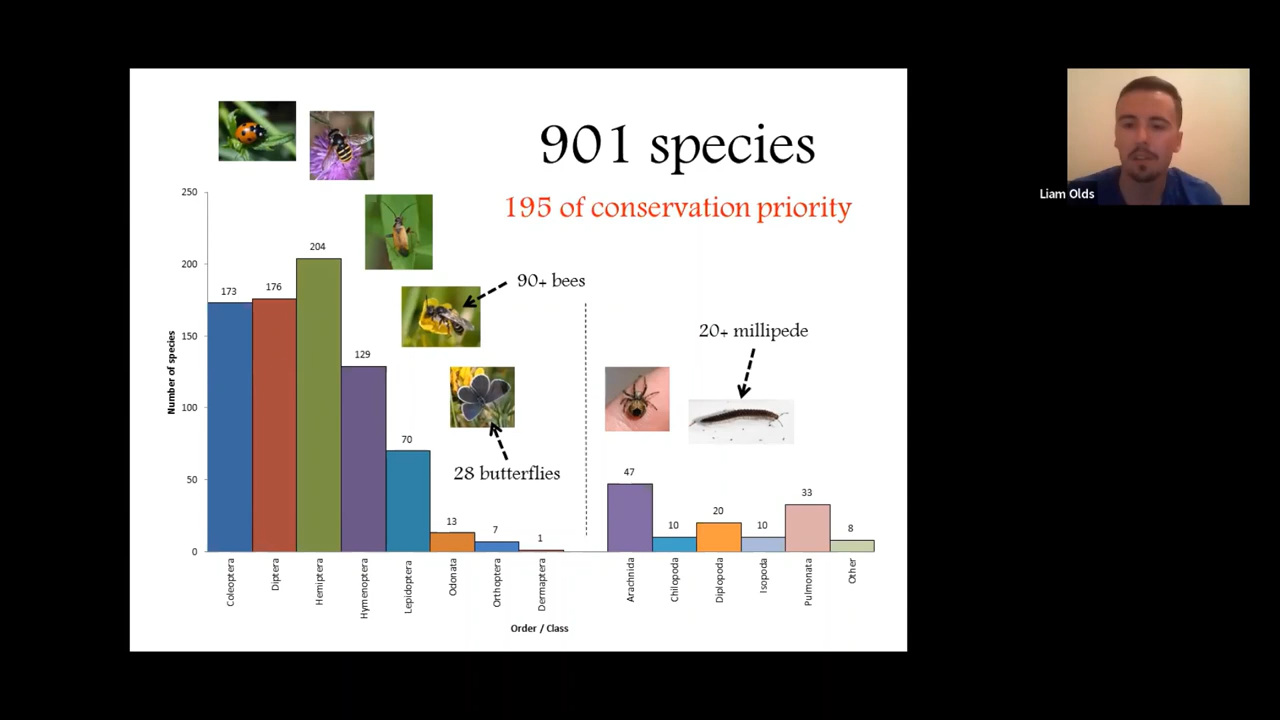 901 species
195 of conservation priority
Liam Olds
Number of species
250
200
150
100
50
0
173
176
204
129
70
13
7
1
47
10
20
10
33
8
90+ bees
28 butterflies
20+ millipede
Coleoptera
Diptera
Hemiptera
Hymenoptera
Lepidoptera
Odonata
Orthoptera
Dermaptera
Arachnida
Chilopoda
Diplopoda
Isopoda
Pulmonata
Other
Order / Class